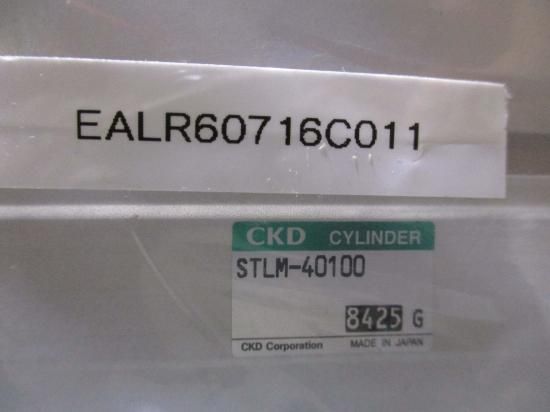 EALR60716C011
CKD CYLINDER
STLM-40100
8425 G
CKD Corporation MADE IN JAPAN